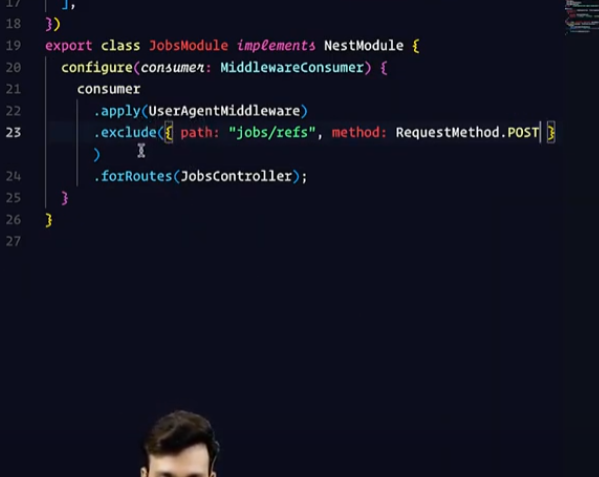 17 ],
18 })
19 export class JobsModule implements NestModule {
20 configure(consumer: MiddlewareConsumer) {
21 consumer
22 .apply(UserAgentMiddleware)
23 .exclude({ path: "jobs/refs", method: RequestMethod.POST }
)
24 .forRoutes(JobsController);
25 }
26 }
27